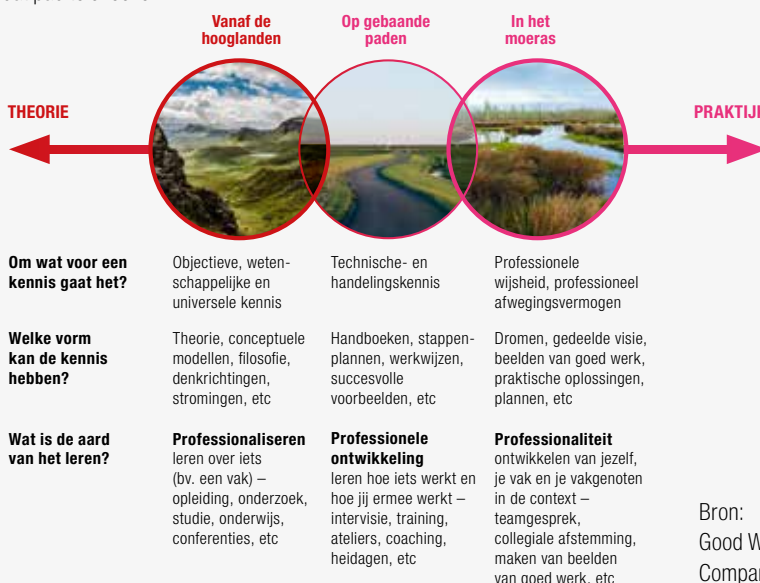 Vanaf de
hooglanden
Op gebaande
paden
In het
moeras
THEORIE
Om wat voor een
kennis gaat het?
Objectieve, weten-
schappelijke en
universele kennis
Technische- en
handelingskennis
Professionele
wijsheid, professioneel
afwegingsvermogen
Welke vorm
kan de kennis
hebben?
Theorie, conceptuele
modellen, filosofie,
denkrichtingen,
stromingen, etc
Handboeken, stappen-
plannen, werkwijzen,
succesvolle
voorbeelden, etc
Dromen, gedeelde visie,
beelden van goed werk,
praktische oplossingen,
plannen, etc
Wat is de aard
van het leren?
Professionaliseren
leren over iets
(bv. een vak) –
opleiding, onderzoek,
studie, onderwijs,
conferenties, etc
Professionele
ontwikkeling
leren hoe iets werkt en
hoe jij ermee werkt –
intervisie, training,
ateliers, coaching,
heidagen, etc
Professionaliteit
ontwikkelen van jezelf,
je vak en je vakgenoten
in de context –
teamgesprek,
collegiale afstemming,
maken van beelden
van goed werk, etc
Bron:
Good W
Compa